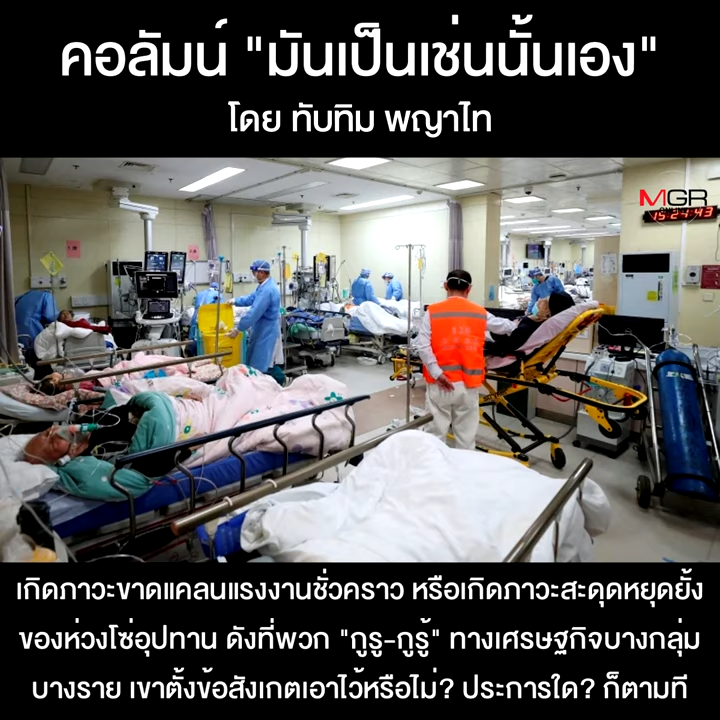 คอลัมน์ "มันเป็นเช่นนั้นเอง"
โดย ทับทิม พญาไท
MGR
ONLINE
15:27:43
เกิดภาวะขาดแคลนแรงงานชั่วคราว หรือเกิดภาวะสะดุดหยุดยั้ง
ของห่วงโซ่อุปทาน ดังที่พวก "กูรู-กูรู้" ทางเศรษฐกิจบางกลุ่ม
บางราย เขาตั้งข้อสังเกตเอาไว้หรือไม่? ประการใด? ก็ตามที